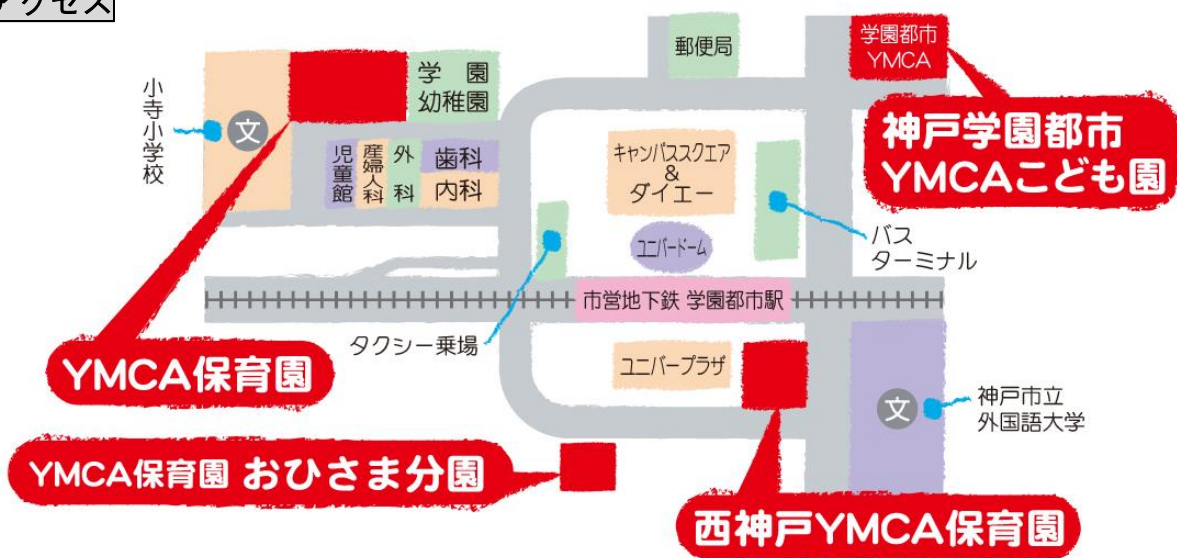 アクセス
学園都市
YMCA
郵便局
学 園
幼稚園
小寺小学校
文
神戸学園都市
YMCAこども園
児童館
産婦人科
外科
歯科
内科
キャンパススクエア
&
ダイエー
ユニバードーム
バス
ターミナル
市営地下鉄 学園都市駅
タクシー乗場
YMCA保育園
ユニバープラザ
文
神戸市立
外国語大学
YMCA保育園 おひさま分園
西神戸YMCA保育園